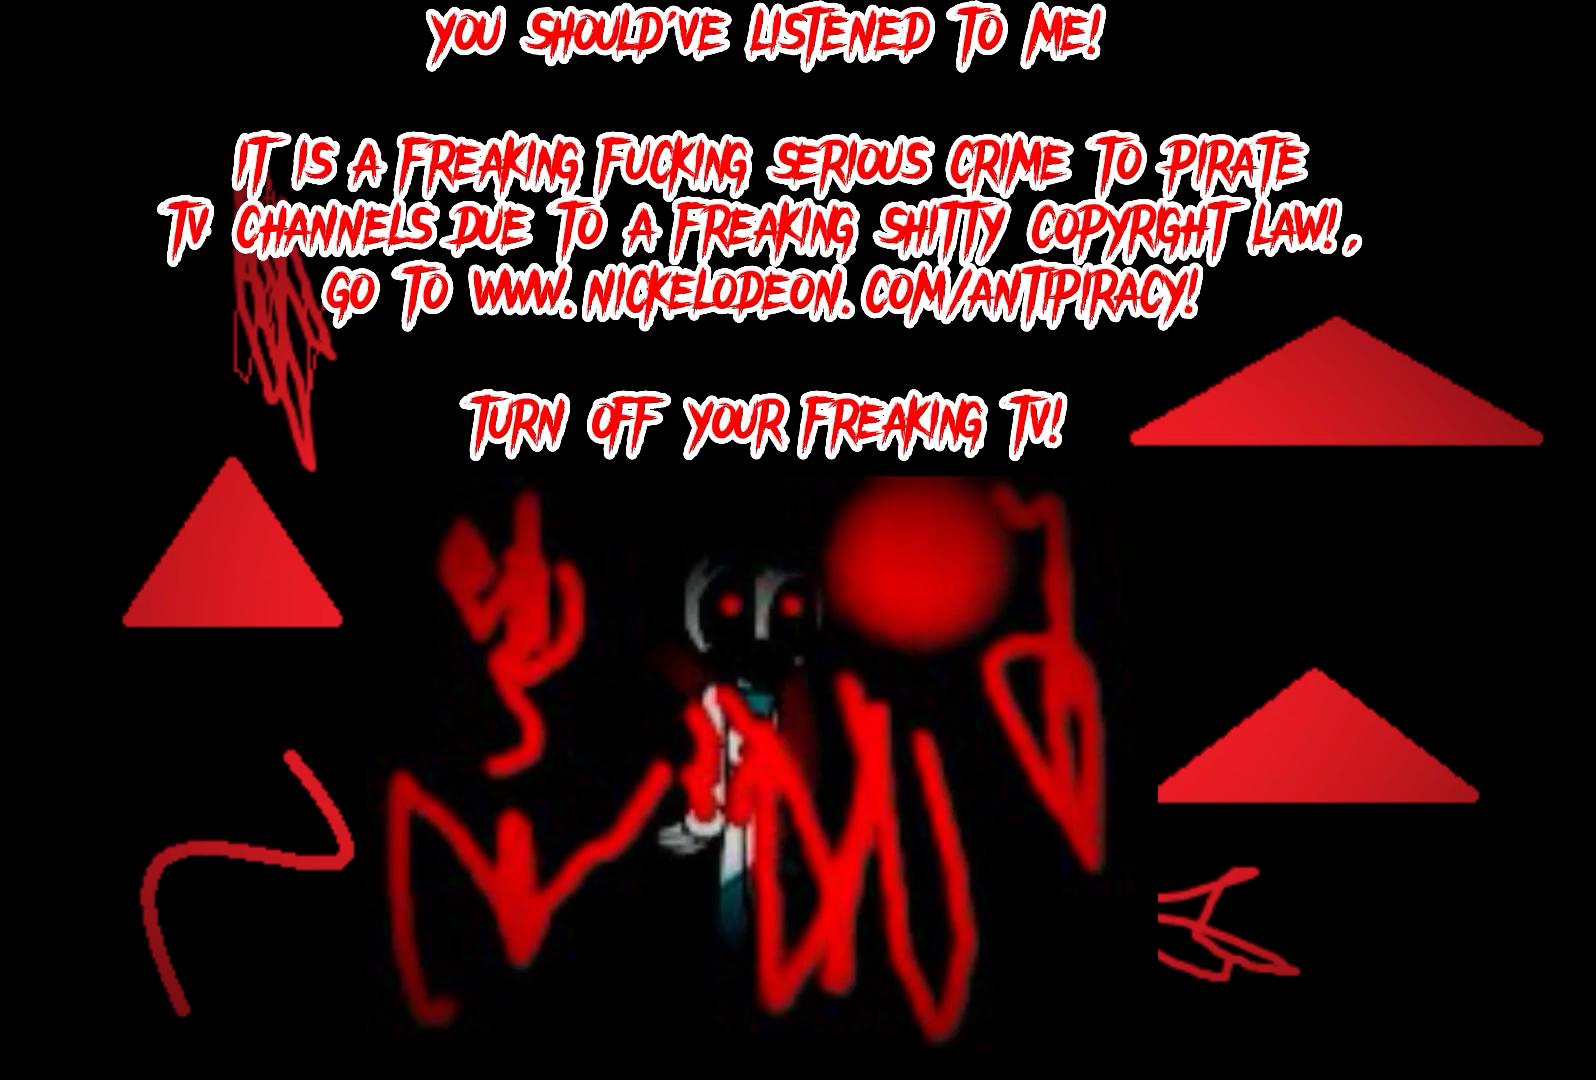 YOU SHOULD'VE LISTENED TO ME!
IT IS A FREAKING FUCKING SERIOUS CRIME TO PIRATE
TV CHANNELS DUE TO A FREAKING SHITTY COPYRIGHT LAW!,
GO TO WWW.NICKELODEON.COM/ANTIPIRACY!
TURN OFF YOUR FREAKING TV!